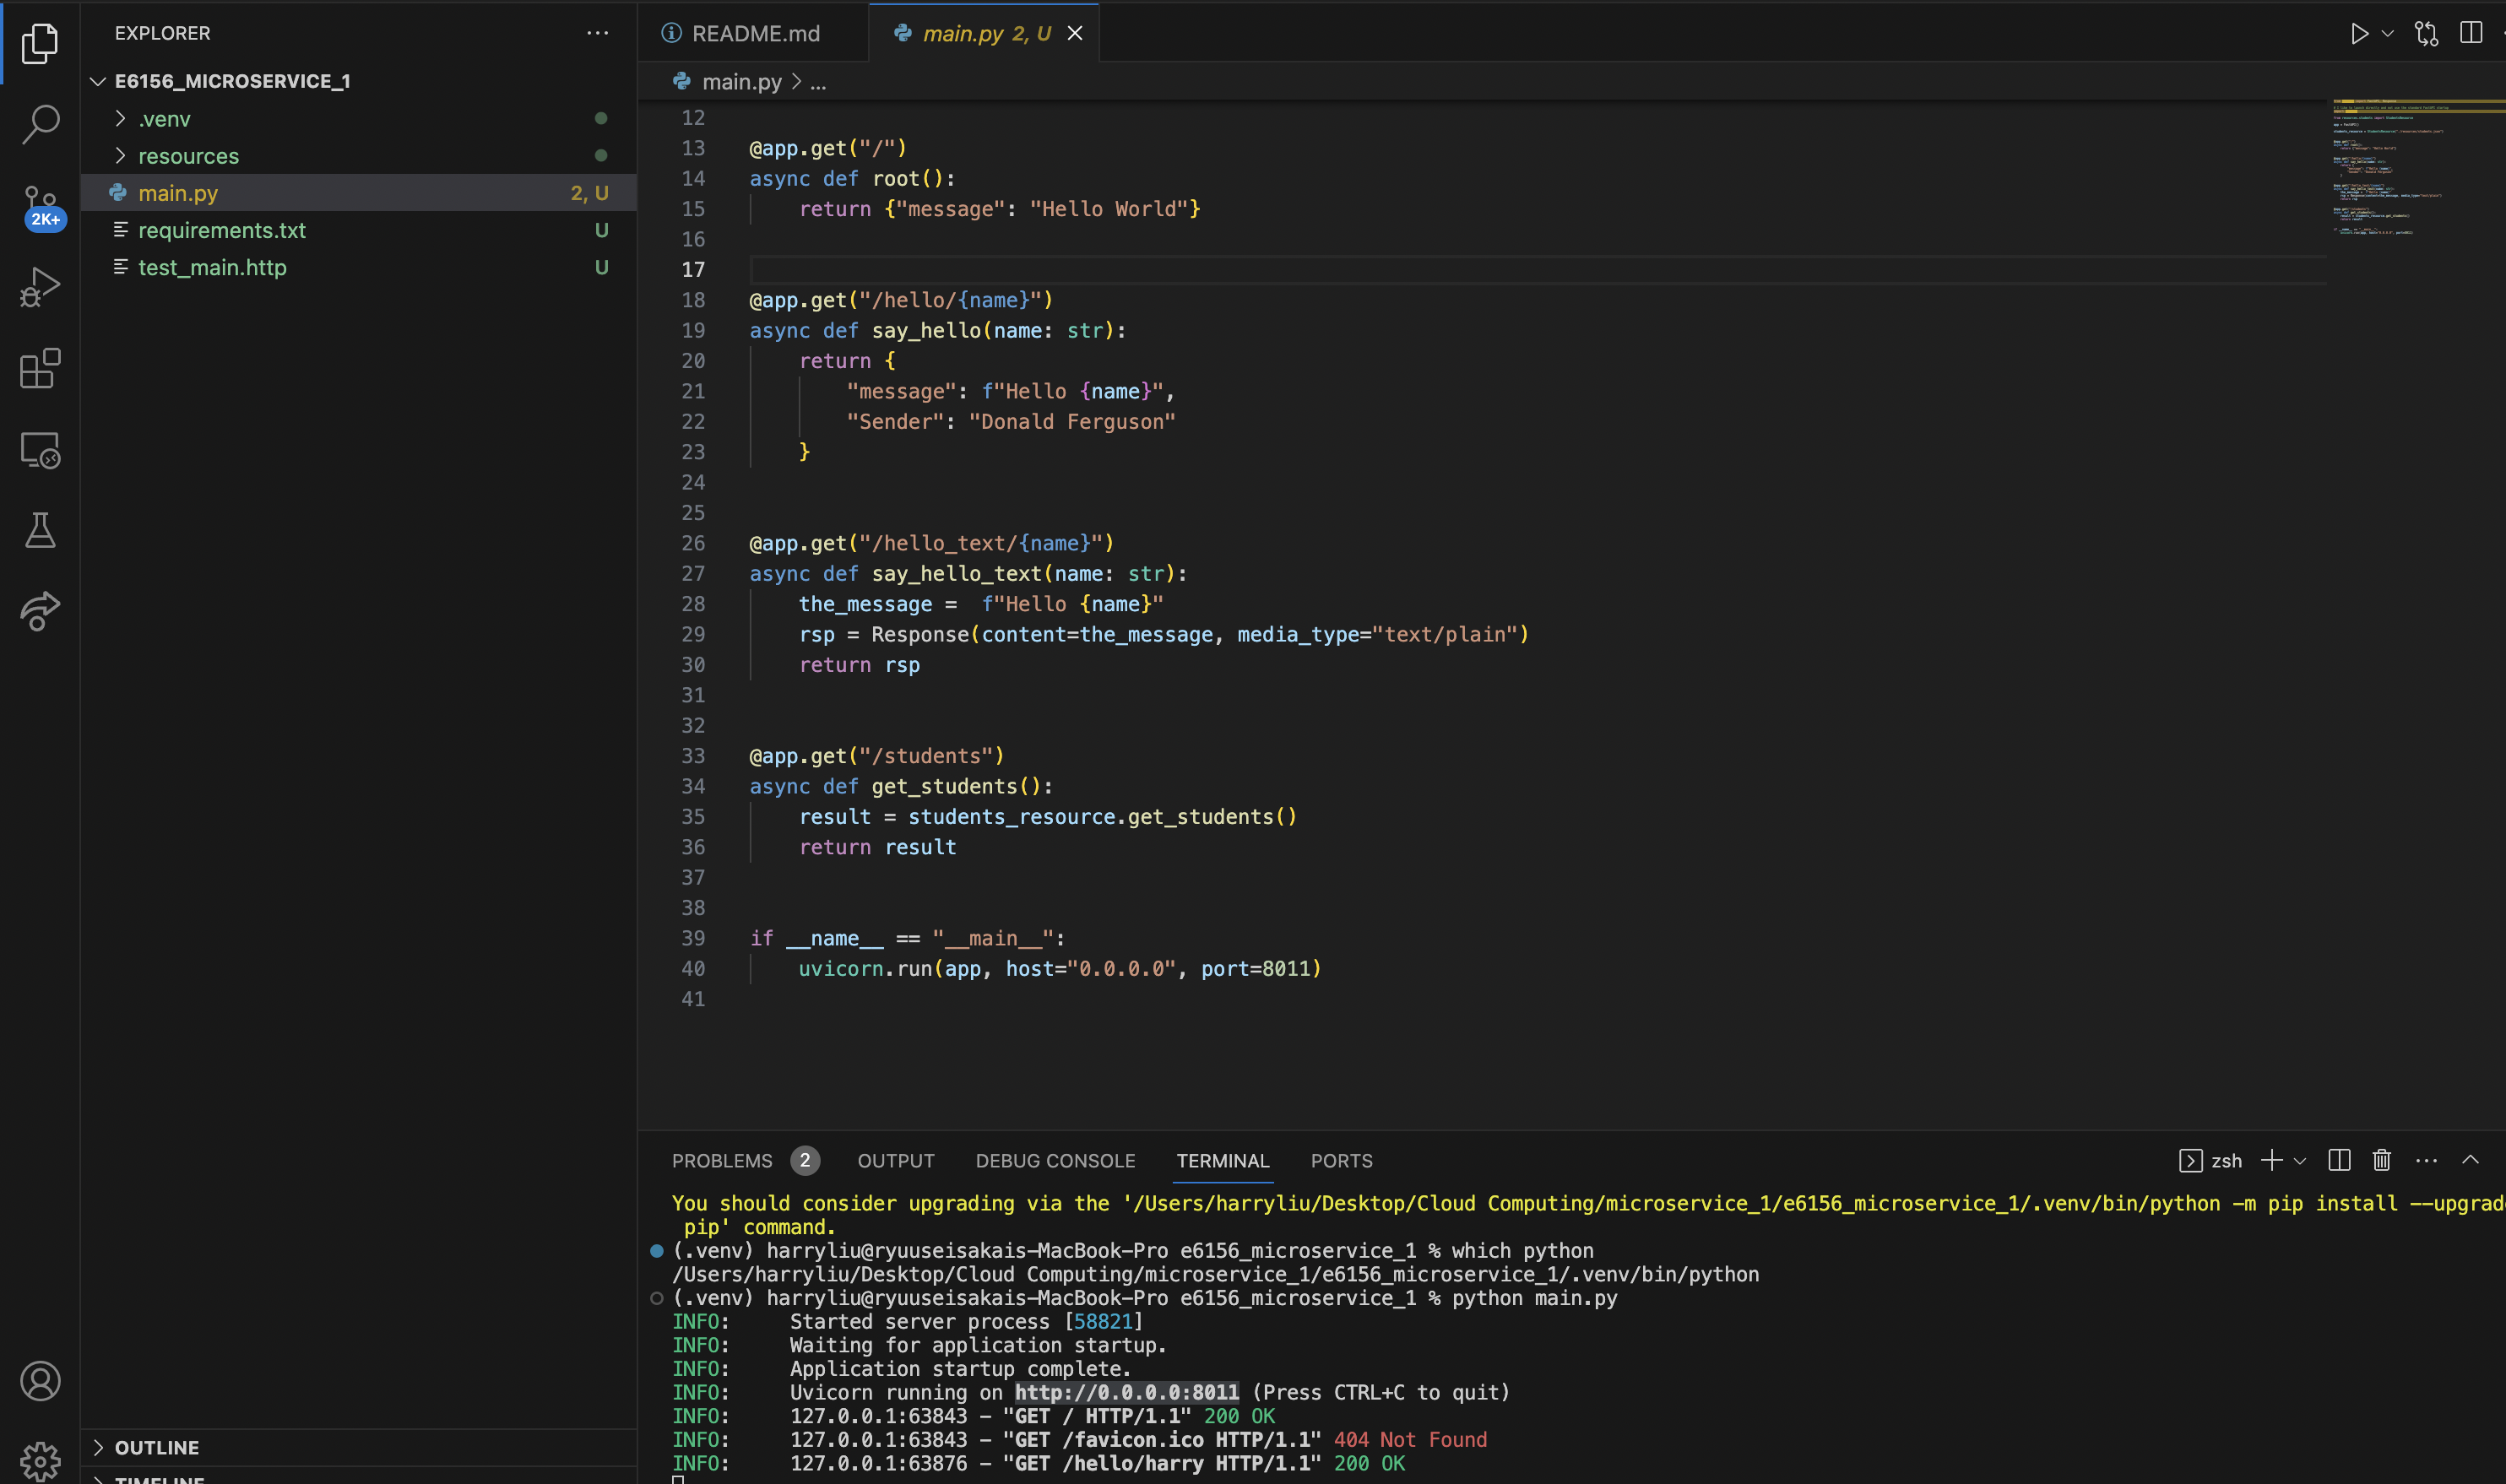 EXPLORER
E6156_MICROSERVICE_1
.venv
resources
main.py 2, U
requirements.txt U
test_main.http U
2K+
OUTLINE
TIMELINE
README.md
main.py 2, U
main.py > ...
12
13 @app.get("/")
14 async def root():
15     return {"message": "Hello World"}
16
17
18 @app.get("/hello/{name}")
19 async def say_hello(name: str):
20     return {
21         "message": f"Hello {name}",
22         "Sender": "Donald Ferguson"
23     }
24
25
26 @app.get("/hello_text/{name}")
27 async def say_hello_text(name: str):
28     the_message =  f"Hello {name}"
29     rsp = Response(content=the_message, media_type="text/plain")
30     return rsp
31
32
33 @app.get("/students")
34 async def get_students():
35     result = students_resource.get_students()
36     return result
37
38
39 if __name__ == "__main__":
40     uvicorn.run(app, host="0.0.0.0", port=8011)
41
PROBLEMS 2 OUTPUT DEBUG CONSOLE TERMINAL PORTS zsh
You should consider upgrading via the '/Users/harryliu/Desktop/Cloud Computing/microservice_1/e6156_microservice_1/.venv/bin/python -m pip install --upgrad
pip' command.
(.venv) harryliu@ryuuseisakais-MacBook-Pro e6156_microservice_1 % which python
/Users/harryliu/Desktop/Cloud Computing/microservice_1/e6156_microservice_1/.venv/bin/python
(.venv) harryliu@ryuuseisakais-MacBook-Pro e6156_microservice_1 % python main.py
INFO:     Started server process [58821]
INFO:     Waiting for application startup.
INFO:     Application startup complete.
INFO:     Uvicorn running on http://0.0.0.0:8011 (Press CTRL+C to quit)
INFO:     127.0.0.1:63843 - "GET / HTTP/1.1" 200 OK
INFO:     127.0.0.1:63843 - "GET /favicon.ico HTTP/1.1" 404 Not Found
INFO:     127.0.0.1:63876 - "GET /hello/harry HTTP/1.1" 200 OK